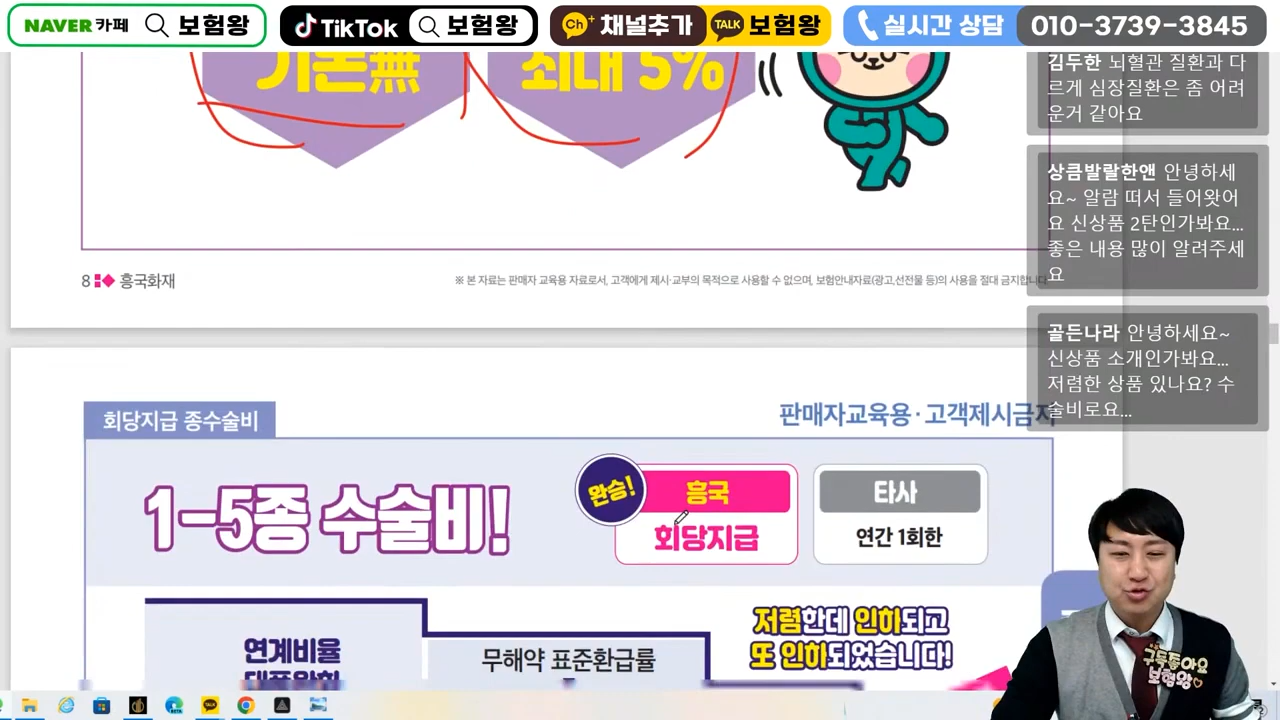 NAVER 카페 보험왕
TikTok 보험왕
Ch+ 채널추가 TALK 보험왕
실시간 상담 010-3739-3845
기본無
최대 5%
김두한 뇌혈관 질환과 다
르게 심장질환은 좀 어려
운거 같아요
상큼발랄한앤 안녕하세
요~ 알람 떠서 들어왓어
요 신상품 2탄인가봐요...
좋은 내용 많이 알려주세
요
8 흥국화재
※ 본 자료는 판매자 교육용 자료로서, 고객에게 제시·교부의 목적으로 사용할 수 없으며, 보험안내자료(광고,선전물 등)의 사용을 절대 금지합니다
골든나라 안녕하세요~
신상품 소개인가봐요...
저렴한 상품 있나요? 수
술비로요...
회당지급 종수술비
판매자교육용·고객제시금지
1-5종 수술비!
완승!
흥국
회당지급
타사
연간 1회한
저렴한데 인하되고
또 인하되었습니다!
연계비율
무해약 표준환급률
구독좋아요
보험왕